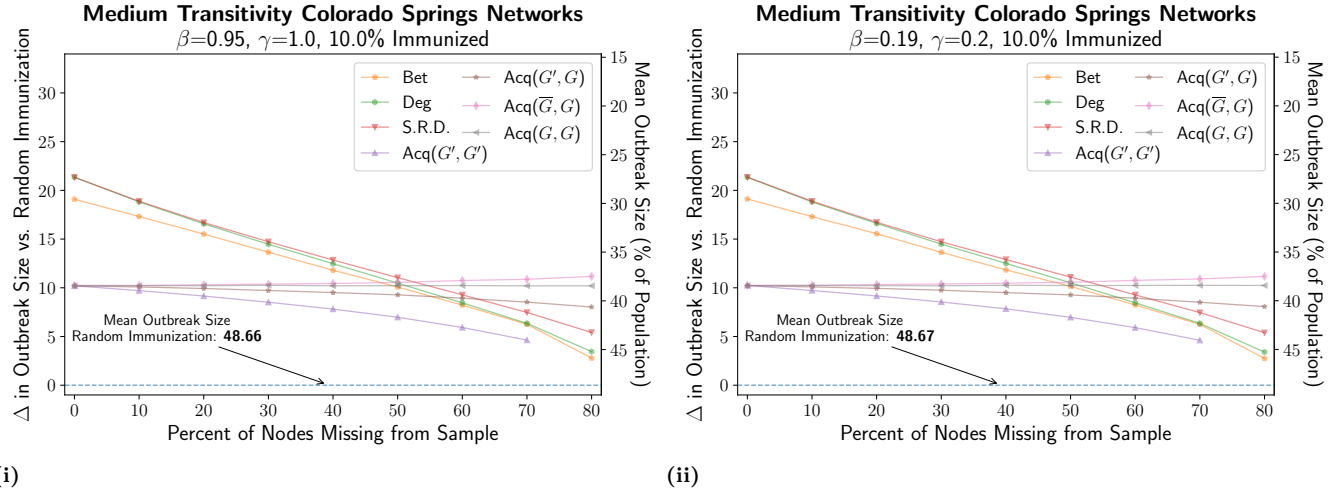 Medium Transitivity Colorado Springs Networks
β=0.95, γ=1.0, 10.0% Immunized
△ in Outbreak Size vs. Random Immunization
30
25
20
15
10
5
0
Bet
Deg
S.R.D.
Acq(G′, G′)
Acq(G′, G)
Acq(G̅, G)
Acq(G, G)
Mean Outbreak Size
Random Immunization: 48.66
15
20
25
30
35
40
45
Mean Outbreak Size (% of Population)
0 10 20 30 40 50 60 70 80
Percent of Nodes Missing from Sample
(i)
Medium Transitivity Colorado Springs Networks
β=0.19, γ=0.2, 10.0% Immunized
△ in Outbreak Size vs. Random Immunization
30
25
20
15
10
5
0
Bet
Deg
S.R.D.
Acq(G′, G′)
Acq(G′, G)
Acq(G̅, G)
Acq(G, G)
Mean Outbreak Size
Random Immunization: 48.67
15
20
25
30
35
40
45
Mean Outbreak Size (% of Population)
0 10 20 30 40 50 60 70 80
Percent of Nodes Missing from Sample
(ii)